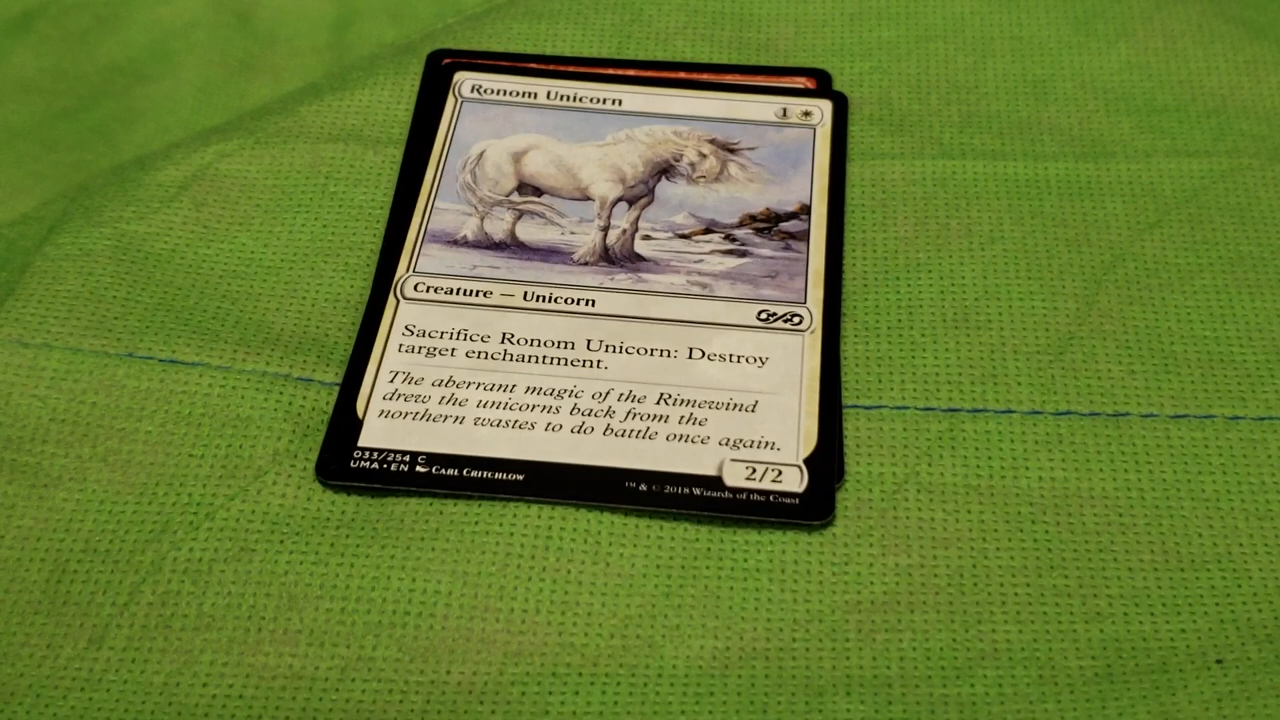 Ronom Unicorn 1
Creature — Unicorn
Sacrifice Ronom Unicorn: Destroy
target enchantment.
The aberrant magic of the Rimewind
drew the unicorns back from the
northern wastes to do battle once again.
2/2
033/254 C
UMA • EN Carl Critchlow
™ & © 2018 Wizards of the Coast